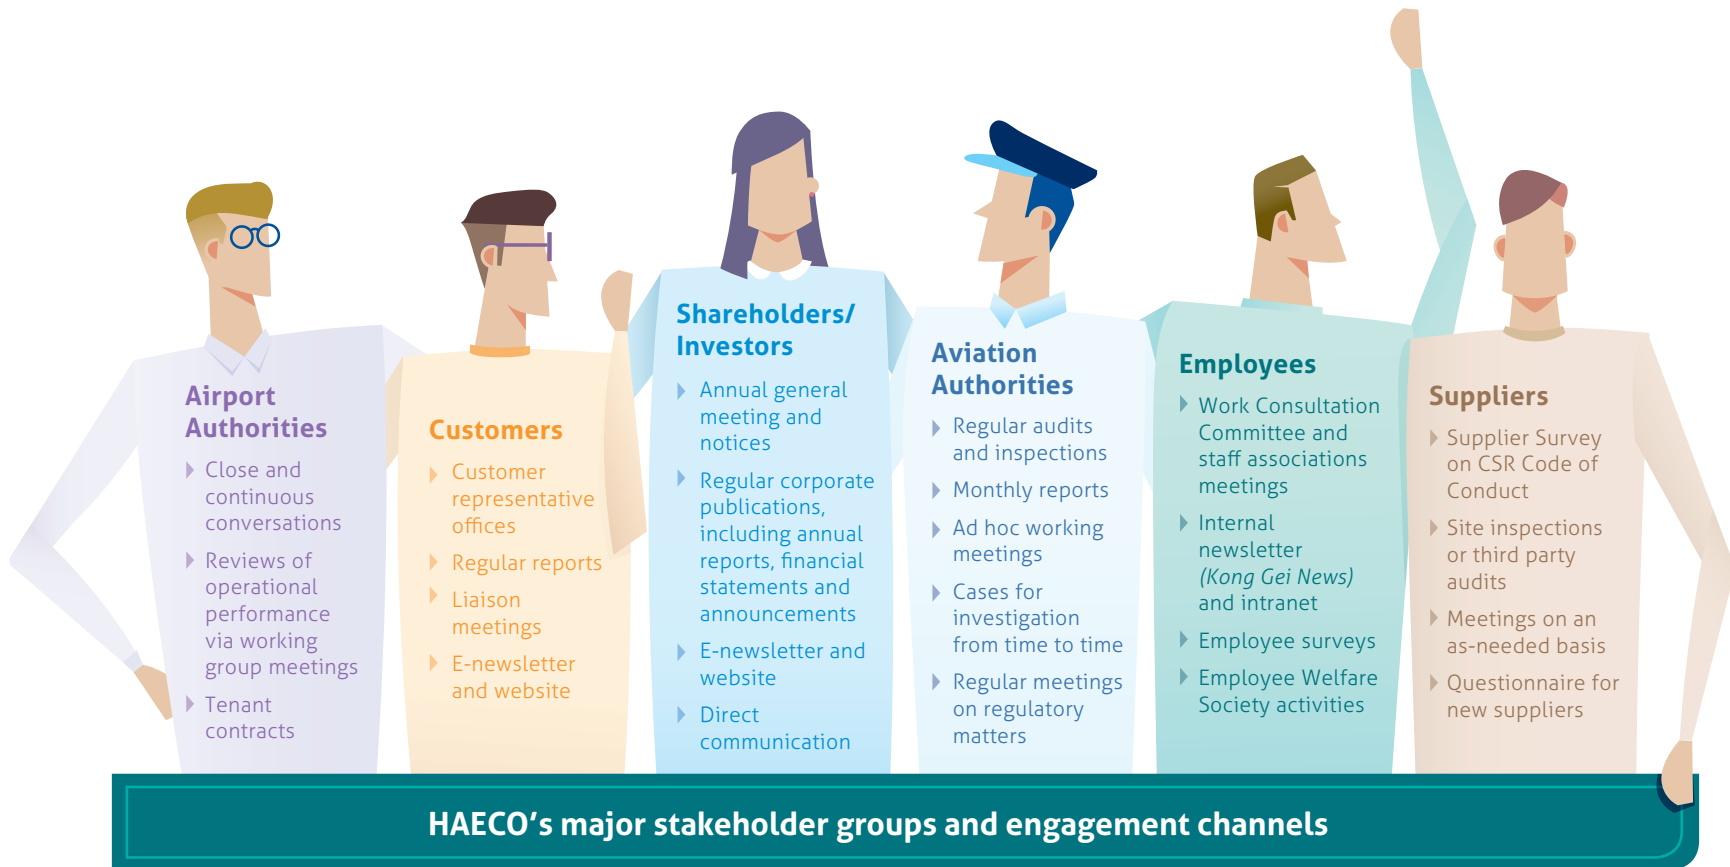 Airport
Authorities
Close and
continuous
conversations
Reviews of
operational
performance
via working
group meetings
Tenant
contracts
Customers
Customer
representative
offices
Regular reports
Liaison
meetings
E-newsletter
and website
Shareholders/
Investors
Annual general
meeting and
notices
Regular corporate
publications,
including annual
reports, financial
statements and
announcements
E-newsletter and
website
Direct
communication
Aviation
Authorities
Regular audits
and inspections
Monthly reports
Ad hoc working
meetings
Cases for
investigation
from time to time
Regular meetings
on regulatory
matters
Employees
Work Consultation
Committee and
staff associations
meetings
Internal
newsletter
(Kong Gei News)
and intranet
Employee surveys
Employee Welfare
Society activities
Suppliers
Supplier Survey
on CSR Code of
Conduct
Site inspections
or third party
audits
Meetings on an
as-needed basis
Questionnaire for
new suppliers
HAECO's major stakeholder groups and engagement channels